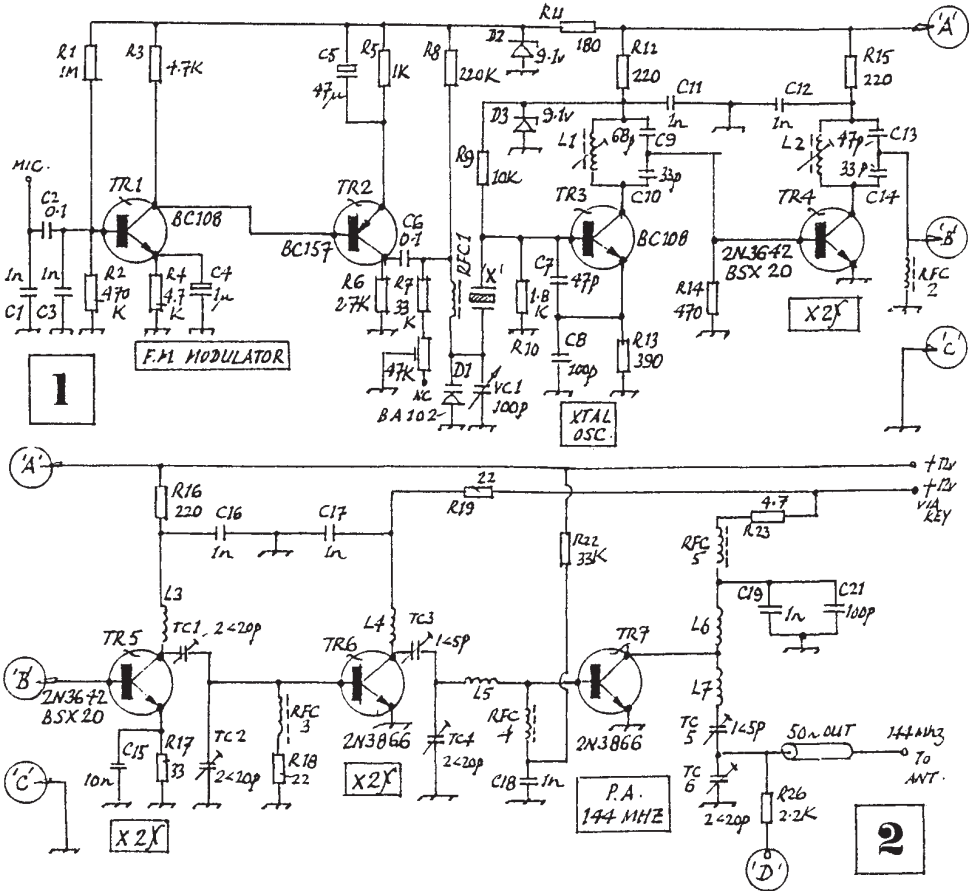 R11
180
'A'
R1
1M
R3
4.7K
C5
47µ
R5
1K
R8
220K
D2
9.1v
R12
220
R15
220
C11
1n
C12
1n
D3
9.1v
L1
68p
C9
L2
47p
C13
R9
10K
33p
C10
33p
C14
MIC.
C2
0.1
TR1
BC108
TR2
BC157
C6
0.1
RFC1
'X'
TR3
BC108
TR4
2N3642
BSX 20
'B'
1n
C1
1n
C3
R2
470
K
R4
4.7
K
C4
1µ
R6
2.7K
R7
33
K
1.8
K
R10
C7
47p
R14
470
X2f
RFC
2
F.M MODULATOR
47K
NC
D1
BA102
VC1
100p
C8
100p
R13
390
'C'
1
XTAL
OSC.
'A'
+12v
R16
220
C16
1n
C17
1n
22
R19
+12v
VIA
KEY
4.7
R23
R22
33K
RFC
5
L3
C19
1n
C21
100p
TR5
TC1
2<20p
TR6
L4
TC3
1<5p
TR7
L6
'B'
2N3642
BSX 20
L5
L7
RFC
3
2N3866
RFC
4
2N3866
TC
5
1<5p
50Ω OUT
144 MHz
TO
ANT.
C15
10n
R17
33
TC2
2<20p
R18
22
TC4
2<20p
C18
1n
TC
6
2<20p
R26
2.2K
'C'
X2f
X2f
P.A.
144 MHZ
'D'
2